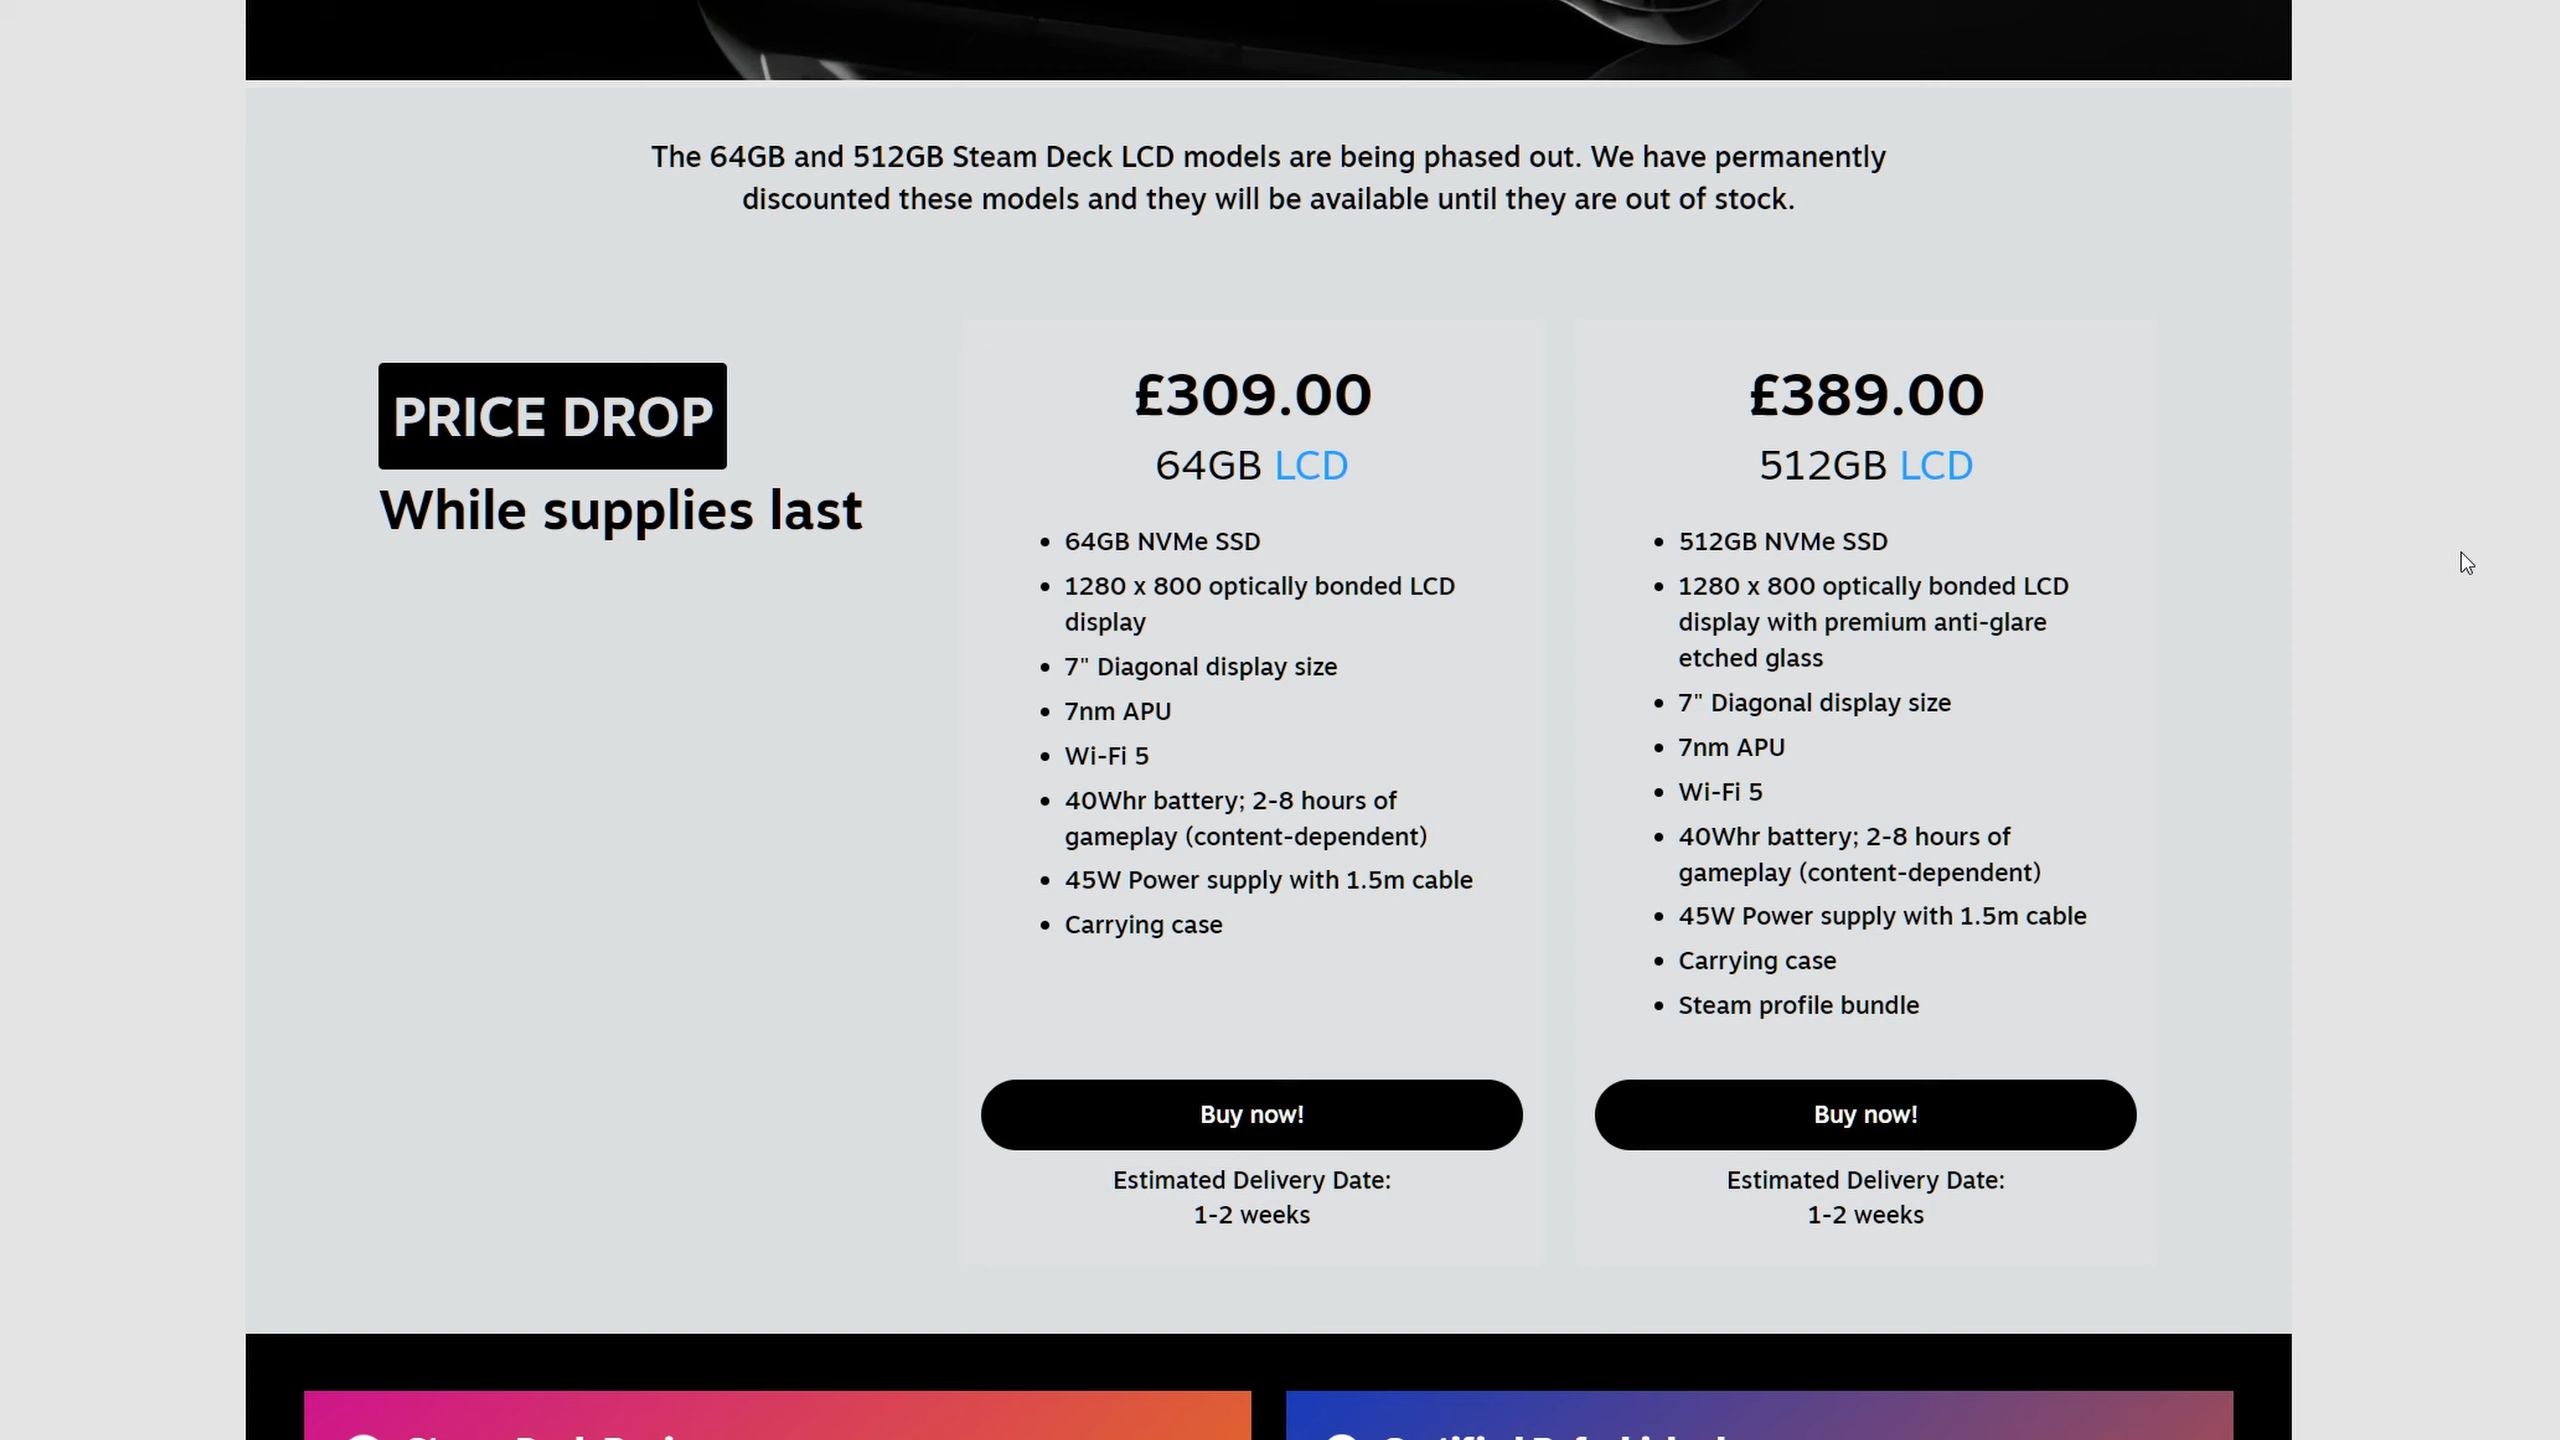 The 64GB and 512GB Steam Deck LCD models are being phased out. We have permanently
discounted these models and they will be available until they are out of stock.
PRICE DROP
While supplies last
£309.00
64GB LCD
• 64GB NVMe SSD
• 1280 x 800 optically bonded LCD
display
• 7" Diagonal display size
• 7nm APU
• Wi-Fi 5
• 40Whr battery; 2-8 hours of
gameplay (content-dependent)
• 45W Power supply with 1.5m cable
• Carrying case
Buy now!
Estimated Delivery Date:
1-2 weeks
£389.00
512GB LCD
• 512GB NVMe SSD
• 1280 x 800 optically bonded LCD
display with premium anti-glare
etched glass
• 7" Diagonal display size
• 7nm APU
• Wi-Fi 5
• 40Whr battery; 2-8 hours of
gameplay (content-dependent)
• 45W Power supply with 1.5m cable
• Carrying case
• Steam profile bundle
Buy now!
Estimated Delivery Date:
1-2 weeks